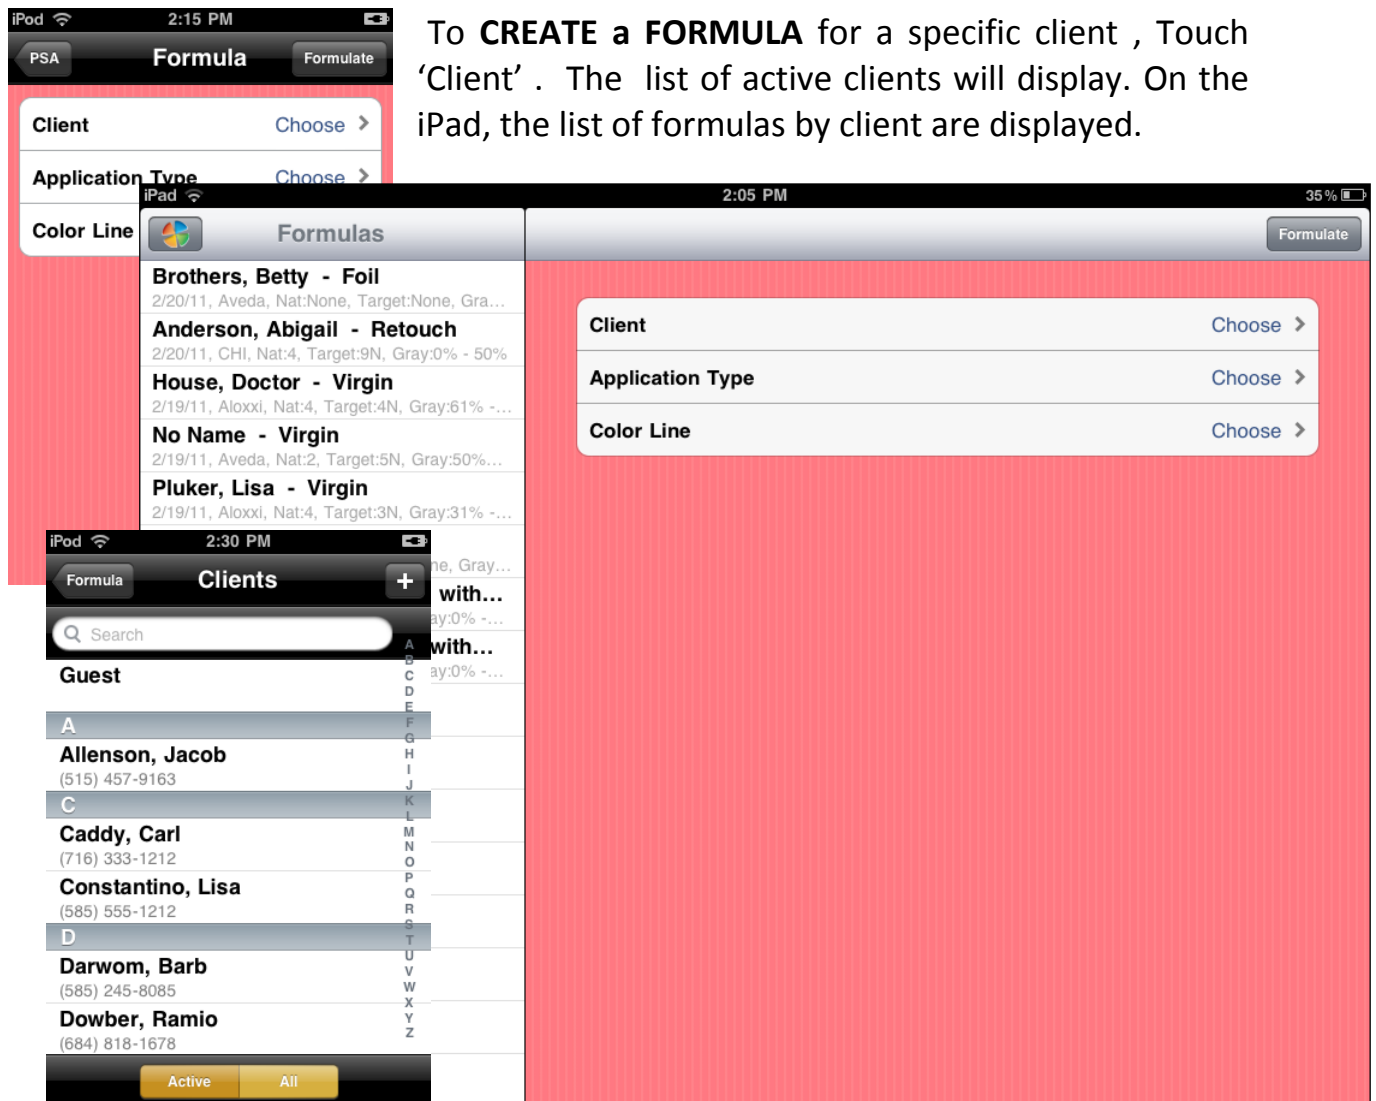 iPod 2:15 PM
PSA Formula Formulate
Client Choose
Application Type Choose
Color Line
To CREATE a FORMULA for a specific client , Touch
‘Client’ . The list of active clients will display. On the
iPad, the list of formulas by client are displayed.
iPad 2:05 PM 35%
Formulas Formulate
Brothers, Betty - Foil
2/20/11, Aveda, Nat:None, Target:None, Gra...
Anderson, Abigail - Retouch
2/20/11, CHI, Nat:4, Target:9N, Gray:0% - 50%
House, Doctor - Virgin
2/19/11, Aloxxi, Nat:4, Target:4N, Gray:61% -...
No Name - Virgin
2/19/11, Aveda, Nat:2, Target:5N, Gray:50%...
Pluker, Lisa - Virgin
2/19/11, Aloxxi, Nat:4, Target:3N, Gray:31% -...
ne, Gray...
with...
ay:0% -...
with...
ay:0% -...
Client Choose
Application Type Choose
Color Line Choose
iPod 2:30 PM
Formula Clients +
Search
Guest
A
Allenson, Jacob
(515) 457-9163
C
Caddy, Carl
(716) 333-1212
Constantino, Lisa
(585) 555-1212
D
Darwom, Barb
(585) 245-8085
Dowber, Ramio
(684) 818-1678
A
B
C
D
E
F
G
H
I
J
K
L
M
N
O
P
Q
R
S
T
U
V
W
X
Y
Z
Active All